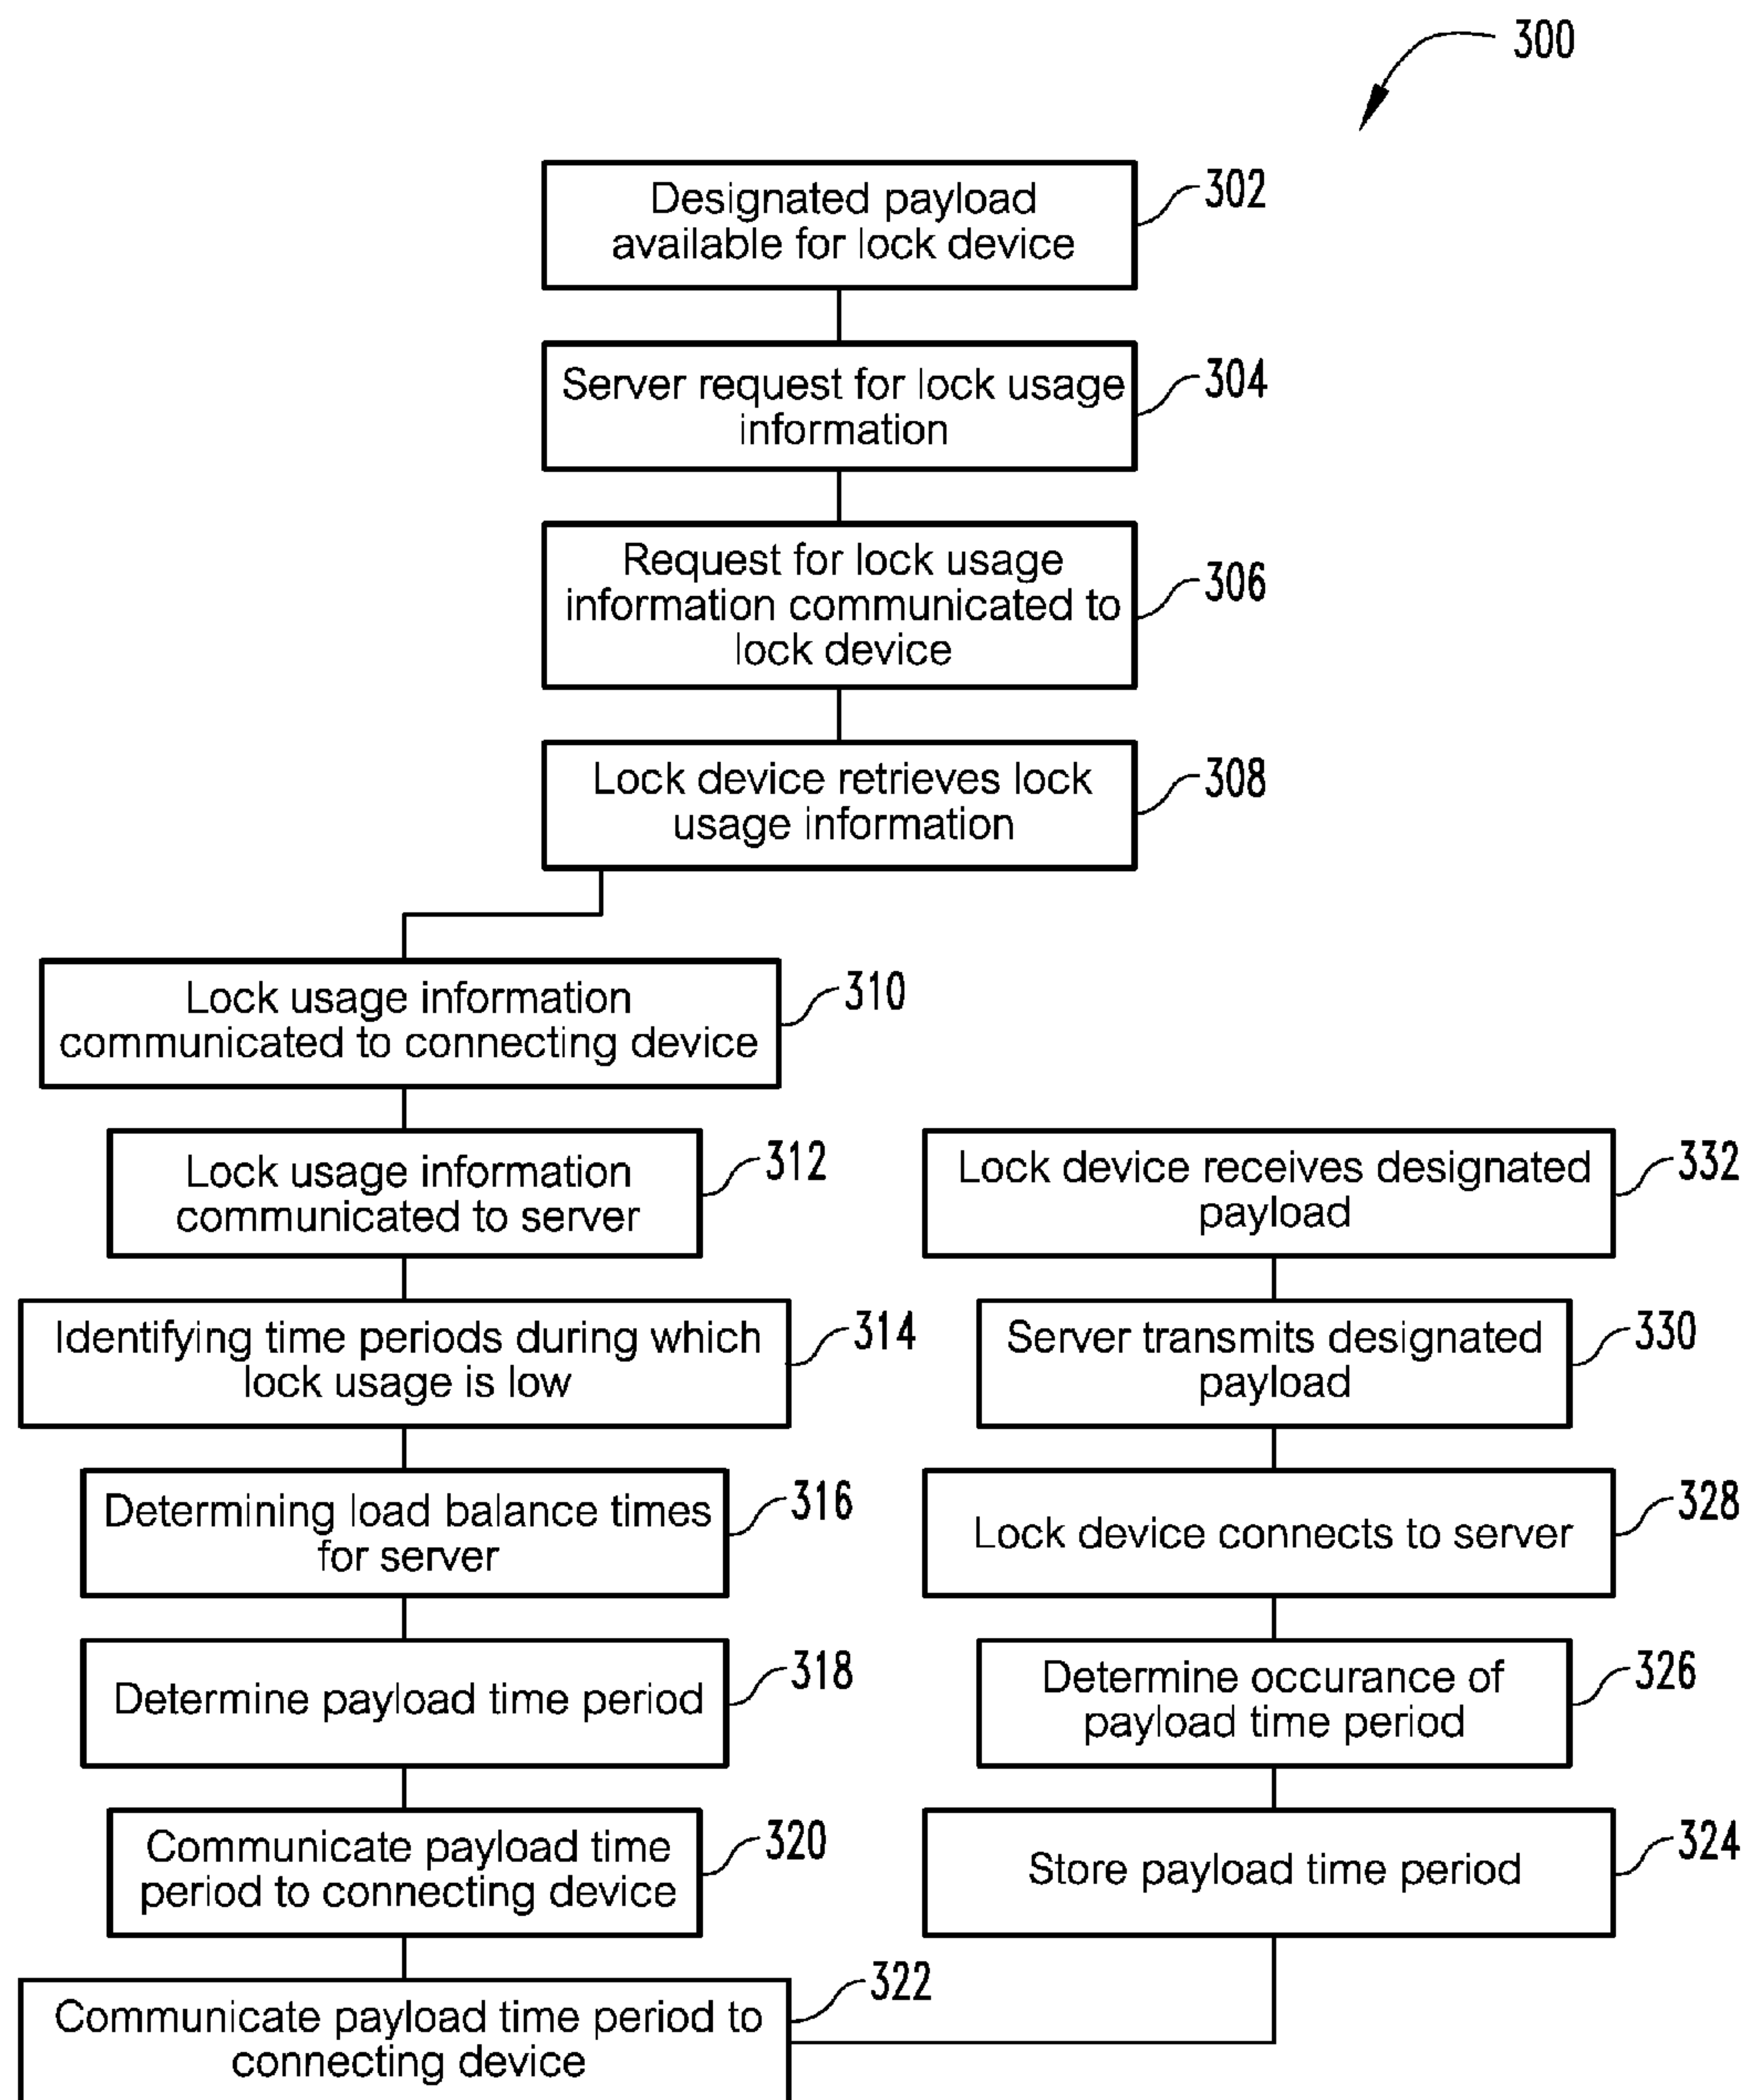 300
Designated payload
available for lock device
302
Server request for lock usage
information
304
Request for lock usage
information communicated to
lock device
306
Lock device retrieves lock
usage information
308
Lock usage information
communicated to connecting device
310
Lock usage information
communicated to server
312
Identifying time periods during which
lock usage is low
314
Determining load balance times
for server
316
Determine payload time period
318
Communicate payload time
period to connecting device
320
Communicate payload time period to
connecting device
322
Store payload time period
324
Determine occurance of
payload time period
326
Lock device connects to server
328
Server transmits designated
payload
330
Lock device receives designated
payload
332